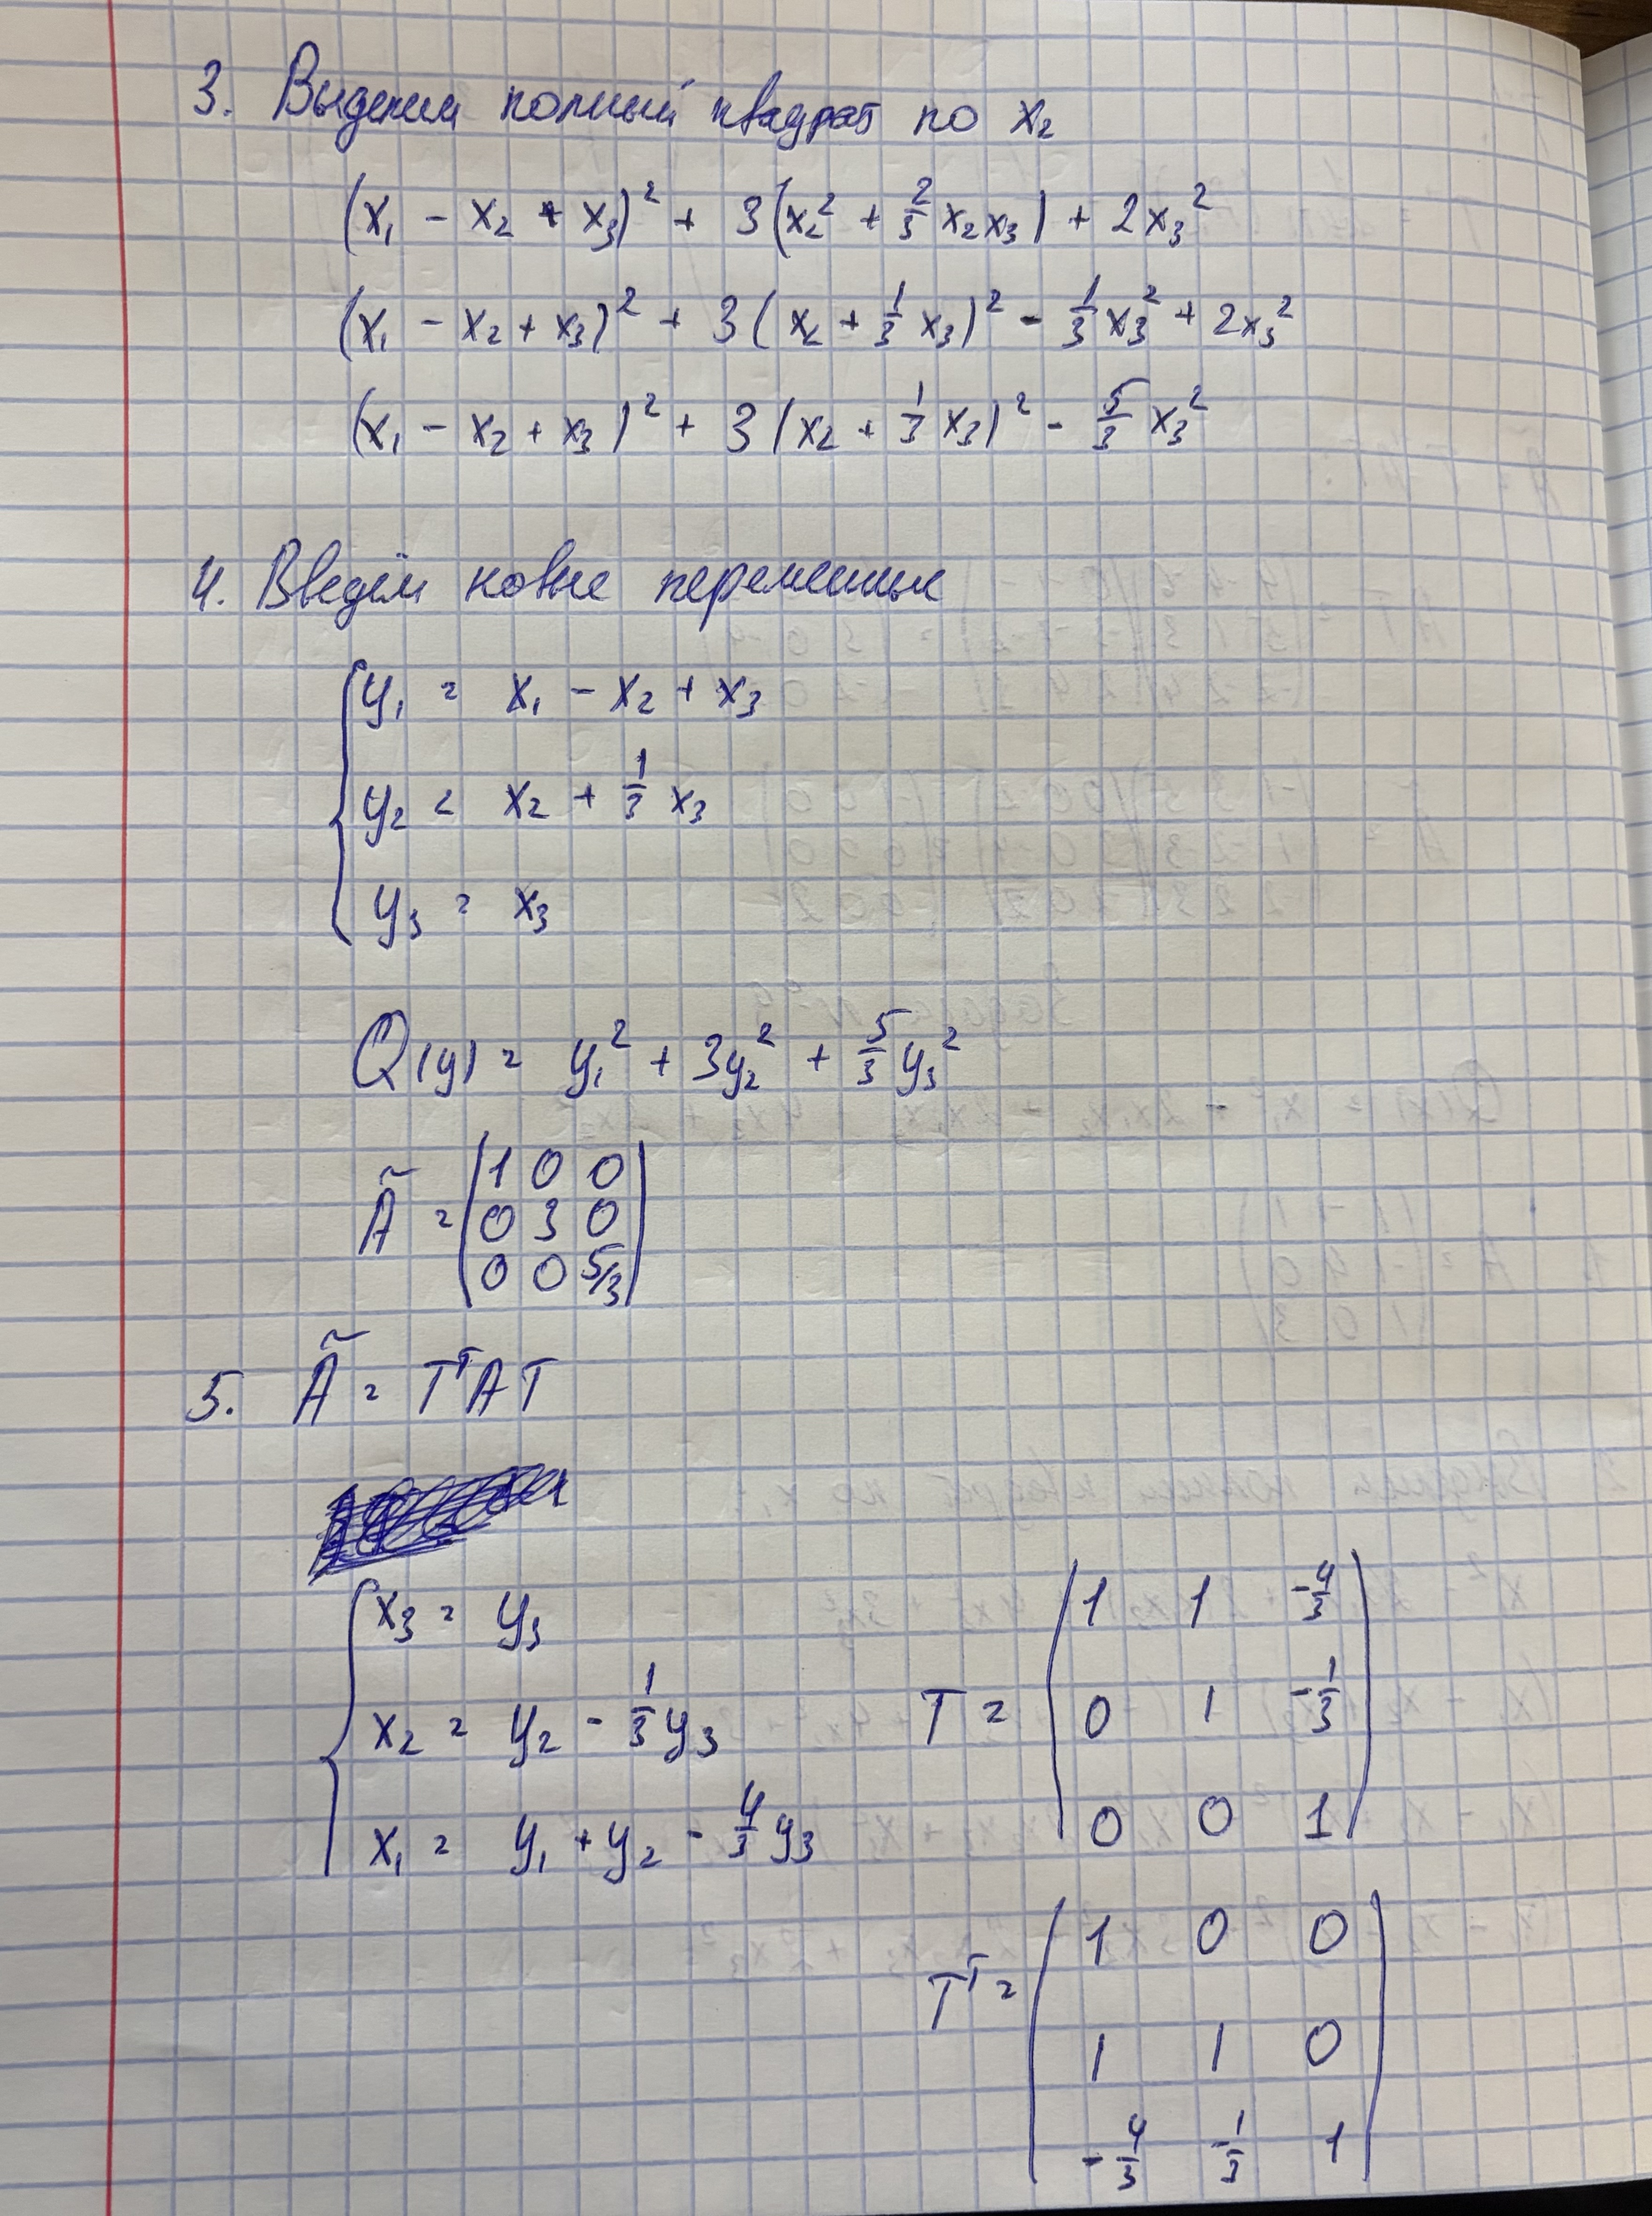 3. Выделим полный квадрат по x₂
(x₁ - x₂ + x₃)² + 3(x₂² + 2/3 x₂x₃) + 2x₃²
(x₁ - x₂ + x₃)² + 3(x₂ + 1/3 x₃)² - 1/3 x₃² + 2x₃²
(x₁ - x₂ + x₃)² + 3(x₂ + 1/3 x₃)² - 5/3 x₃²
4. Введём новые переменные
y₁ = x₁ - x₂ + x₃
y₂ = x₂ + 1/3 x₃
y₃ = x₃
Q(y) = y₁² + 3y₂² + 5/3 y₃²
Ã = (1 0 0
0 3 0
0 0 5/3)
5. Ã = TᵀAT
x₃ = y₃
x₂ = y₂ - 1/3 y₃
x₁ = y₁ + y₂ - 4/3 y₃
T = (1 1 -4/3
0 1 -1/3
0 0 1)
Tᵀ = (1 0 0
1 1 0
-4/3 -1/3 1)